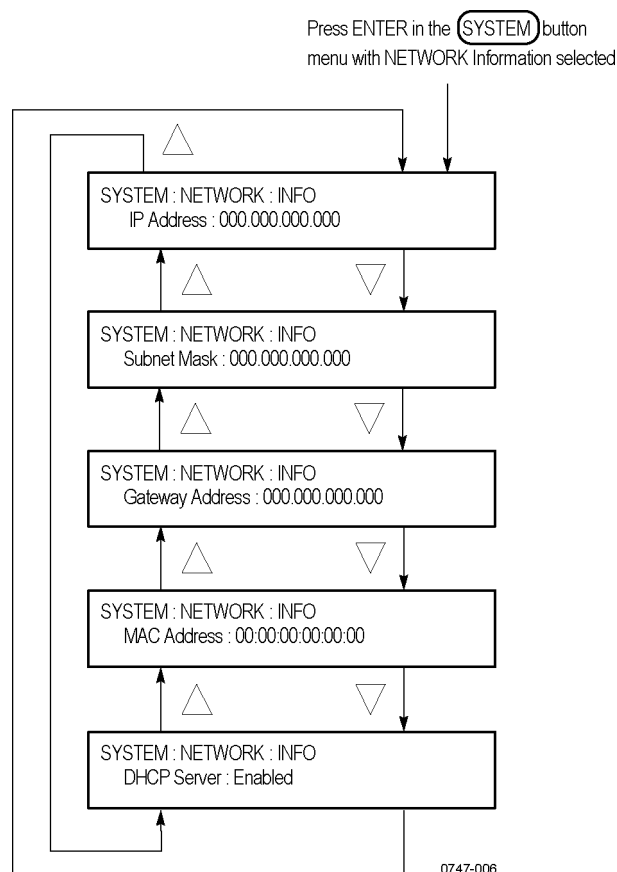 Press ENTER in the SYSTEM button
menu with NETWORK Information selected
SYSTEM : NETWORK : INFO
IP Address : 000.000.000.000
SYSTEM : NETWORK : INFO
Subnet Mask : 000.000.000.000
SYSTEM : NETWORK : INFO
Gateway Address : 000.000.000.000
SYSTEM : NETWORK : INFO
MAC Address : 00:00:00:00:00:00
SYSTEM : NETWORK : INFO
DHCP Server : Enabled
0747-006